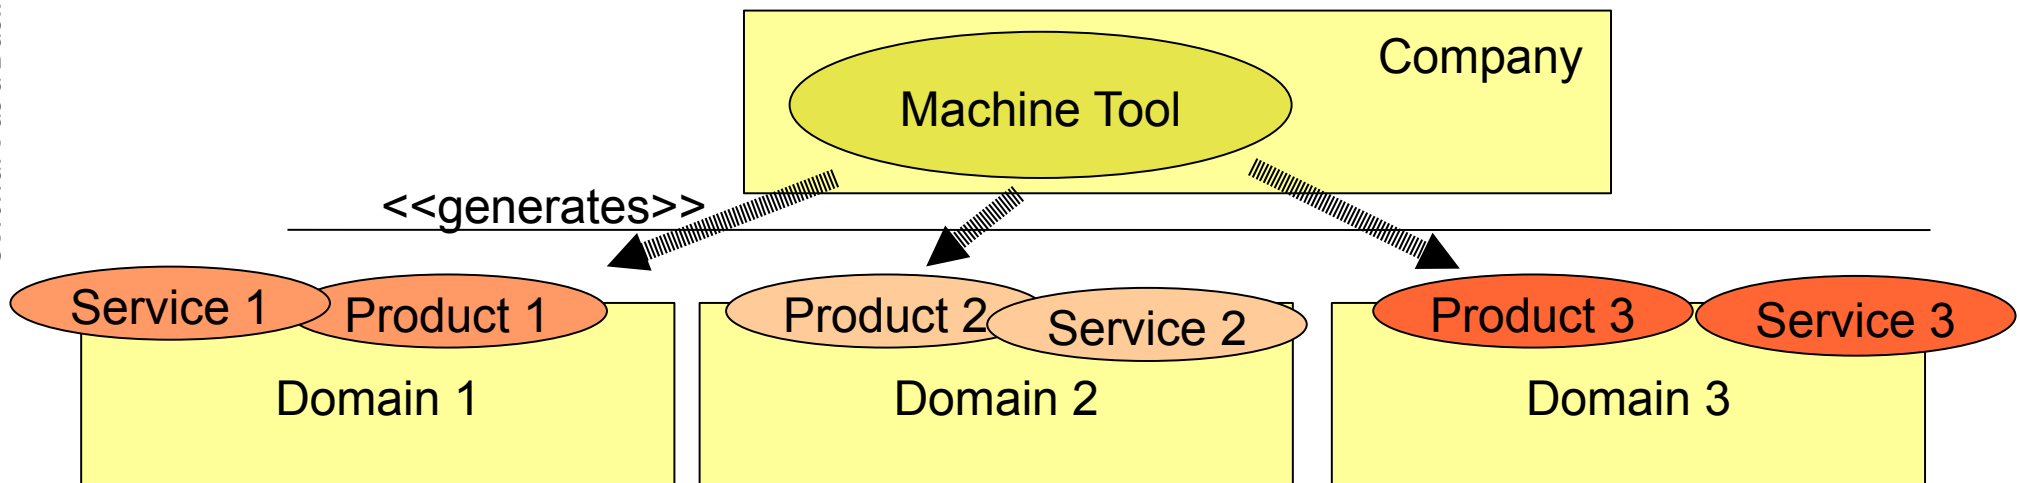 Company
Machine Tool
<<generates>>
Service 1
Product 1
Product 2
Service 2
Product 3
Service 3
Domain 1
Domain 2
Domain 3